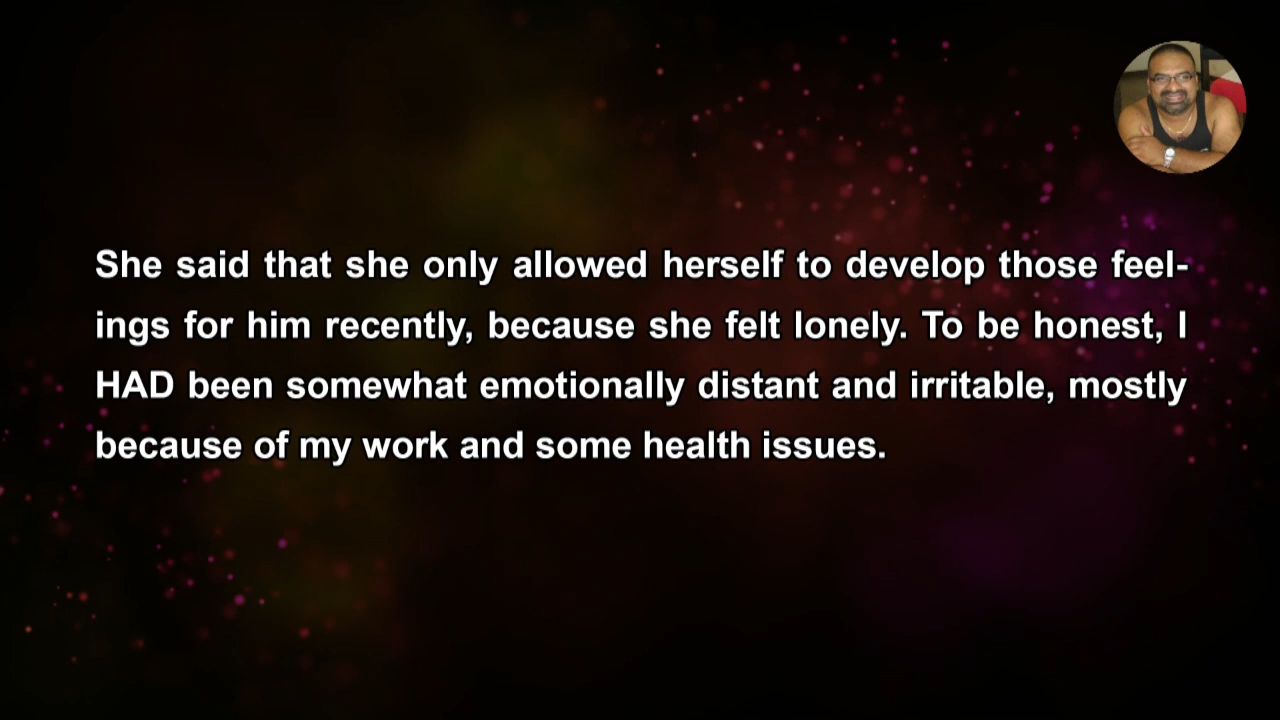 She said that she only allowed herself to develop those feel-
ings for him recently, because she felt lonely. To be honest, I
HAD been somewhat emotionally distant and irritable, mostly
because of my work and some health issues.